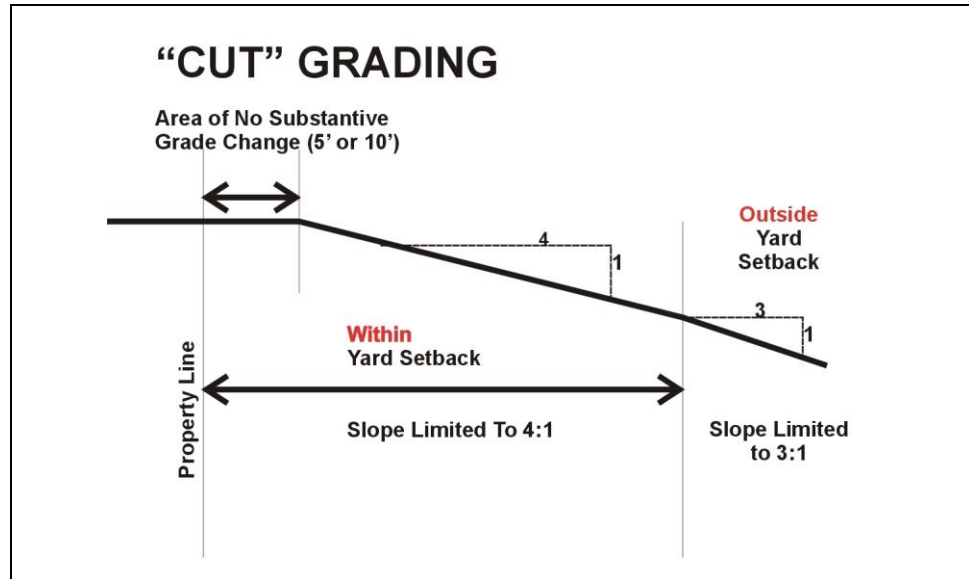 “CUT” GRADING
Area of No Substantive
Grade Change (5’ or 10’)
Outside
Yard
Setback
4
1
3
1
Within
Yard Setback
Property Line
Slope Limited To 4:1
Slope Limited
to 3:1